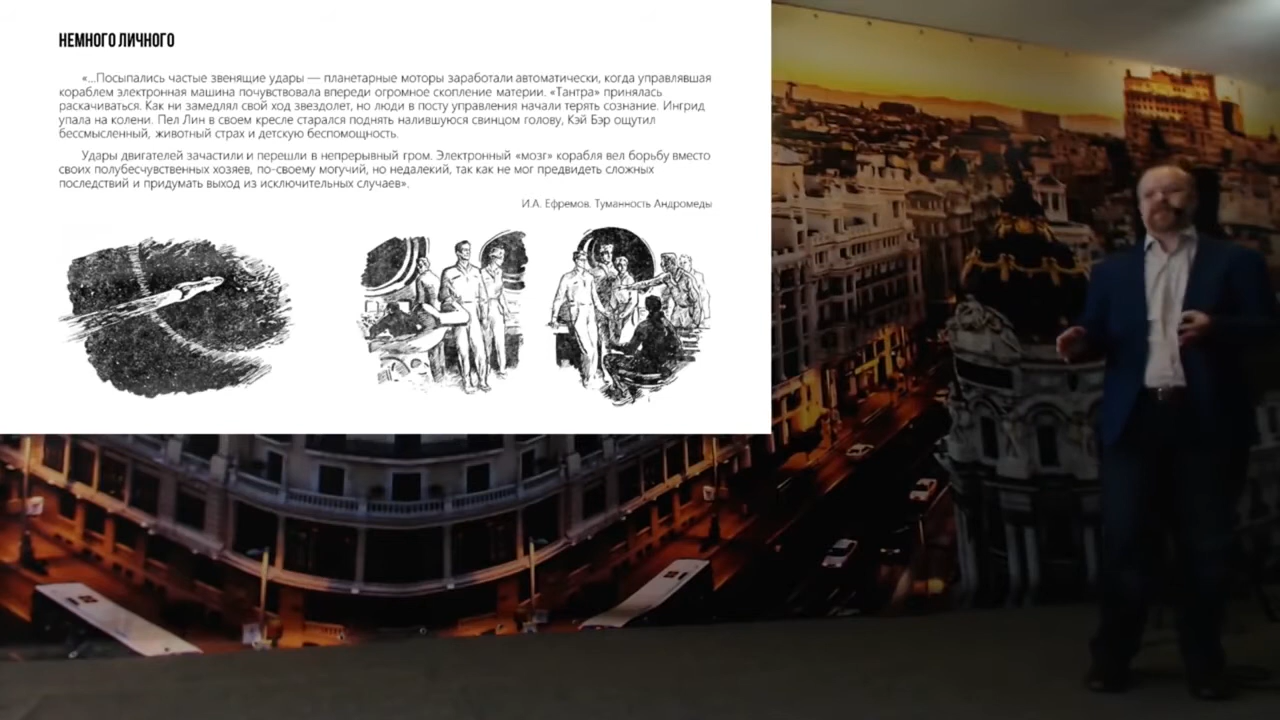 НЕМНОГО ЛИЧНОГО
«...Посыпались частые звенящие удары — планетарные моторы заработали автоматически, когда управлявшая
кораблем электронная машина почувствовала впереди огромное скопление материи. «Тантра» принялась
раскачиваться. Как ни замедлял свой ход звездолет, но люди в посту управления начали терять сознание. Ингрид
упала на колени. Пел Лин в своем кресле старался поднять налившуюся свинцом голову, Кэй Бэр ощутил
бессмысленный, животный страх и детскую беспомощность.
Удары двигателей зачастили и перешли в непрерывный гром. Электронный «мозг» корабля вел борьбу вместо
своих полубесчувственных хозяев, по-своему могучий, но недалекий, так как не мог предвидеть сложных
последствий и придумать выход из исключительных случаев».
И.А. Ефремов. Туманность Андромеды